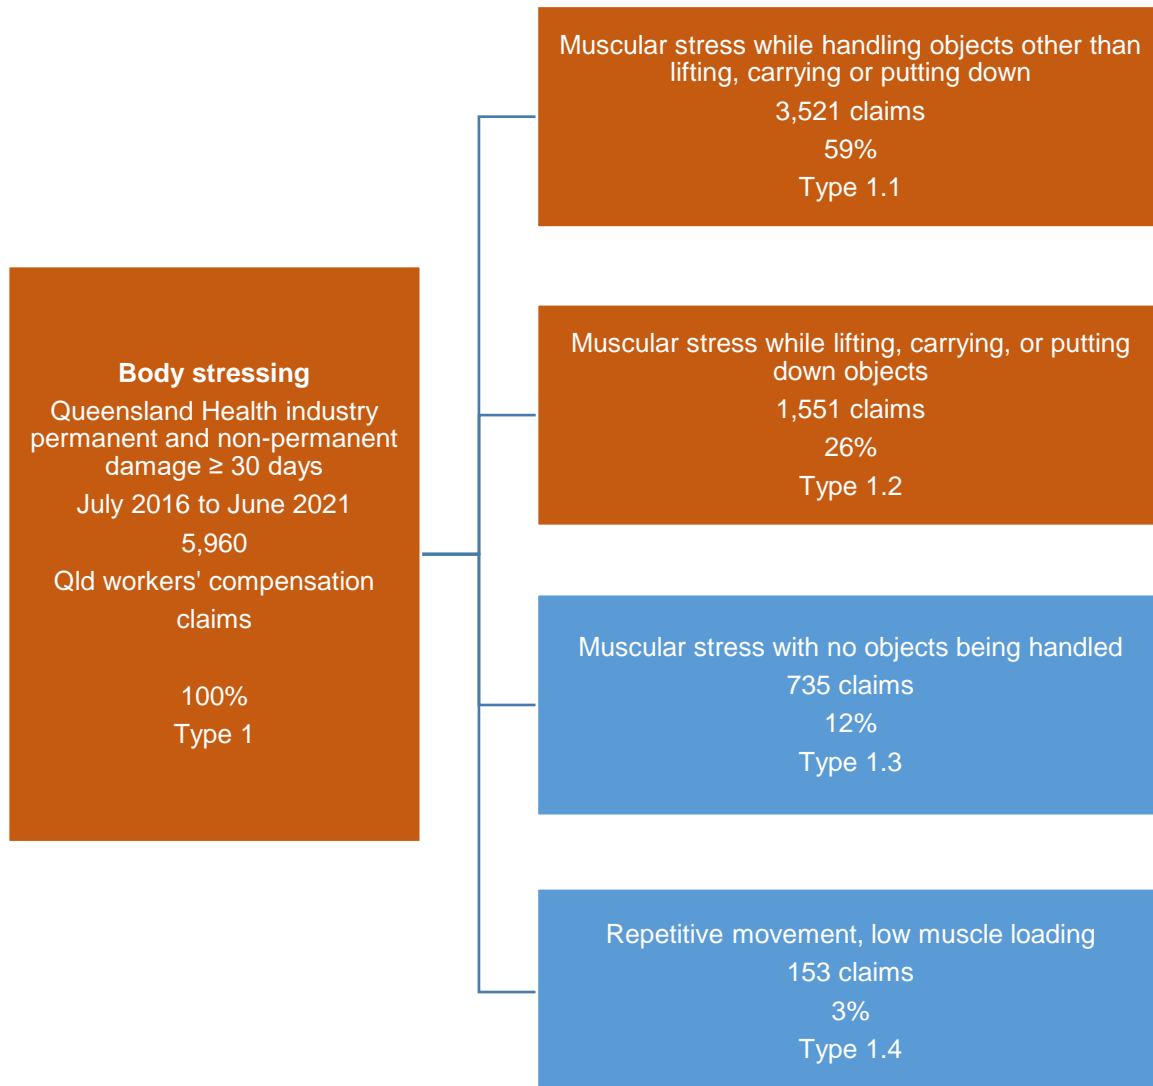 Body stressing
Queensland Health industry
permanent and non-permanent
damage ≥ 30 days
July 2016 to June 2021
5,960
Qld workers' compensation
claims
100%
Type 1
Muscular stress while handling objects other than
lifting, carrying or putting down
3,521 claims
59%
Type 1.1
Muscular stress while lifting, carrying, or putting
down objects
1,551 claims
26%
Type 1.2
Muscular stress with no objects being handled
735 claims
12%
Type 1.3
Repetitive movement, low muscle loading
153 claims
3%
Type 1.4